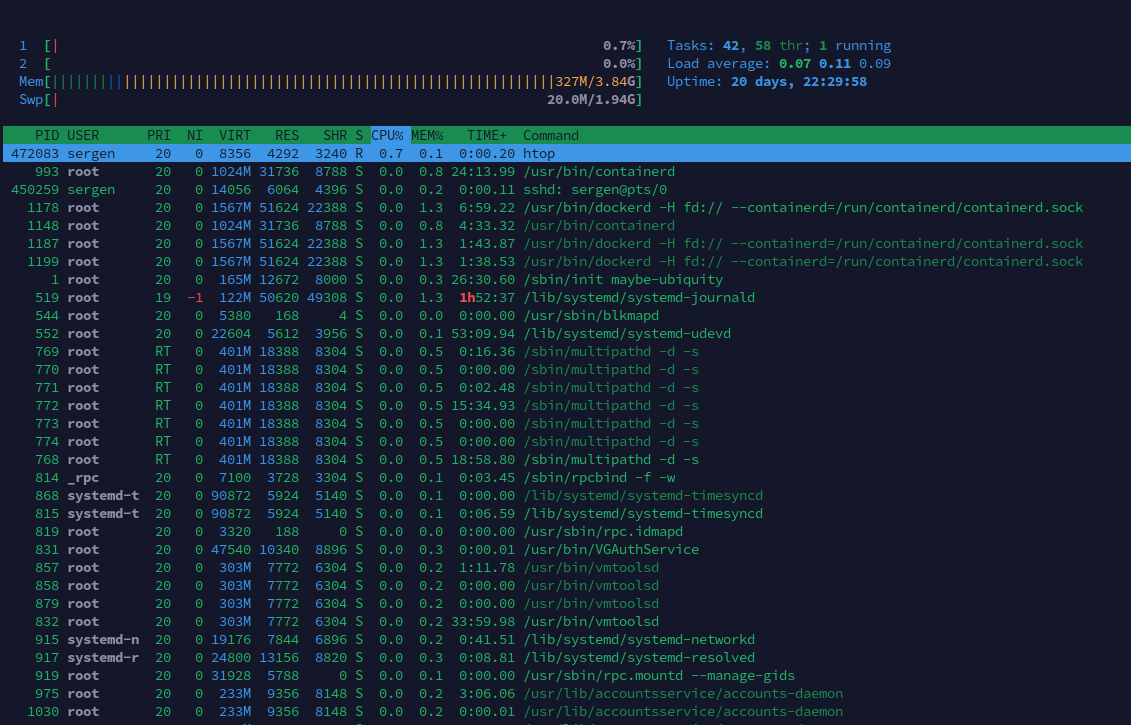 1 [| 0.7%] Tasks: 42, 58 thr; 1 running
2 [ 0.0%] Load average: 0.07 0.11 0.09
Mem[||||||||||||||||||||||||||||||||||||||||||||||||||||||||||||||327M/3.84G] Uptime: 20 days, 22:29:58
Swp[| 20.0M/1.94G]
PID USER PRI NI VIRT RES SHR S CPU% MEM% TIME+ Command
472083 sergen 20 0 8356 4292 3240 R 0.7 0.1 0:00.20 htop
993 root 20 0 1024M 31736 8788 S 0.0 0.8 24:13.99 /usr/bin/containerd
450259 sergen 20 0 14056 6064 4396 S 0.0 0.2 0:00.11 sshd: sergen@pts/0
1178 root 20 0 1567M 51624 22388 S 0.0 1.3 6:59.22 /usr/bin/dockerd -H fd:// --containerd=/run/containerd/containerd.sock
1148 root 20 0 1024M 31736 8788 S 0.0 0.8 4:33.32 /usr/bin/containerd
1187 root 20 0 1567M 51624 22388 S 0.0 1.3 1:43.87 /usr/bin/dockerd -H fd:// --containerd=/run/containerd/containerd.sock
1199 root 20 0 1567M 51624 22388 S 0.0 1.3 1:38.53 /usr/bin/dockerd -H fd:// --containerd=/run/containerd/containerd.sock
1 root 20 0 165M 12672 8000 S 0.0 0.3 26:30.60 /sbin/init maybe-ubiquity
519 root 19 -1 122M 50620 49308 S 0.0 1.3 1h52:37 /lib/systemd/systemd-journald
544 root 20 0 5380 168 4 S 0.0 0.0 0:00.00 /usr/sbin/blkmapd
552 root 20 0 22604 5612 3956 S 0.0 0.1 53:09.94 /lib/systemd/systemd-udevd
769 root RT 0 401M 18388 8304 S 0.0 0.5 0:16.36 /sbin/multipathd -d -s
770 root RT 0 401M 18388 8304 S 0.0 0.5 0:00.00 /sbin/multipathd -d -s
771 root RT 0 401M 18388 8304 S 0.0 0.5 0:02.48 /sbin/multipathd -d -s
772 root RT 0 401M 18388 8304 S 0.0 0.5 15:34.93 /sbin/multipathd -d -s
773 root RT 0 401M 18388 8304 S 0.0 0.5 0:00.00 /sbin/multipathd -d -s
774 root RT 0 401M 18388 8304 S 0.0 0.5 0:00.00 /sbin/multipathd -d -s
768 root RT 0 401M 18388 8304 S 0.0 0.5 18:58.80 /sbin/multipathd -d -s
814 _rpc 20 0 7100 3728 3304 S 0.0 0.1 0:03.45 /sbin/rpcbind -f -w
868 systemd-t 20 0 90872 5924 5140 S 0.0 0.1 0:00.00 /lib/systemd/systemd-timesyncd
815 systemd-t 20 0 90872 5924 5140 S 0.0 0.1 0:06.59 /lib/systemd/systemd-timesyncd
819 root 20 0 3320 188 0 S 0.0 0.0 0:00.00 /usr/sbin/rpc.idmapd
831 root 20 0 47540 10340 8896 S 0.0 0.3 0:00.01 /usr/bin/VGAuthService
857 root 20 0 303M 7772 6304 S 0.0 0.2 1:11.78 /usr/bin/vmtoolsd
858 root 20 0 303M 7772 6304 S 0.0 0.2 0:00.00 /usr/bin/vmtoolsd
879 root 20 0 303M 7772 6304 S 0.0 0.2 0:00.00 /usr/bin/vmtoolsd
832 root 20 0 303M 7772 6304 S 0.0 0.2 33:59.98 /usr/bin/vmtoolsd
915 systemd-n 20 0 19176 7844 6896 S 0.0 0.2 0:41.51 /lib/systemd/systemd-networkd
917 systemd-r 20 0 24800 13156 8820 S 0.0 0.3 0:08.81 /lib/systemd/systemd-resolved
919 root 20 0 31928 5788 0 S 0.0 0.1 0:00.00 /usr/sbin/rpc.mountd --manage-gids
975 root 20 0 233M 9356 8148 S 0.0 0.2 3:06.06 /usr/lib/accountsservice/accounts-daemon
1030 root 20 0 233M 9356 8148 S 0.0 0.2 0:00.01 /usr/lib/accountsservice/accounts-daemon